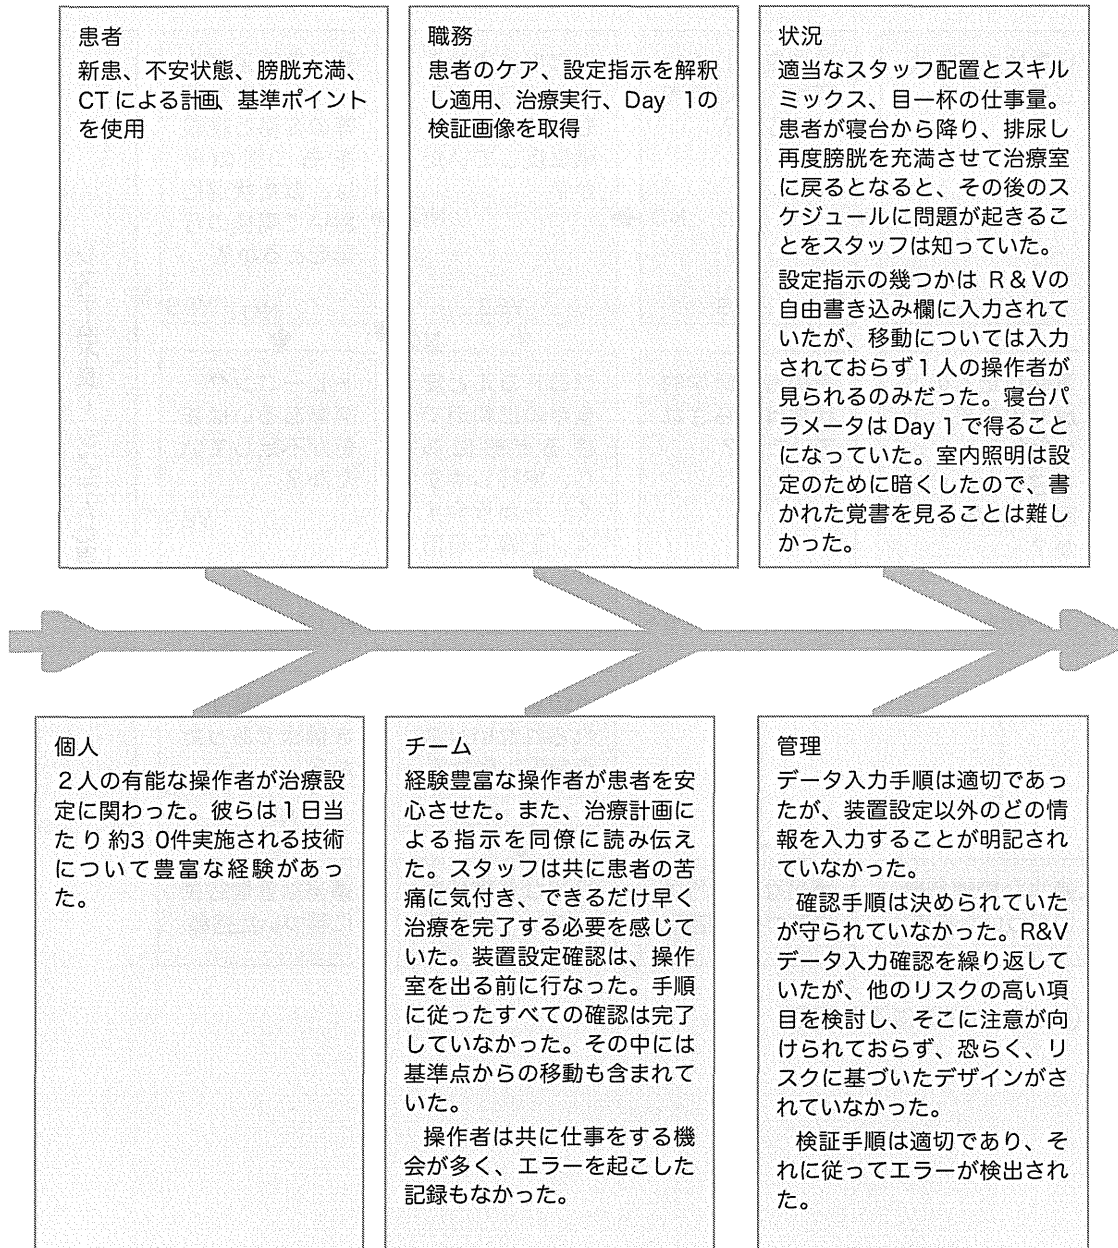 患者
新患、不安状態、膀胱充満、
CT による計画、基準ポイント
を使用
職務
患者のケア、設定指示を解釈
し適用、治療実行、Day 1の
検証画像を取得
状況
適当なスタッフ配置とスキル
ミックス、目一杯の仕事量。
患者が寝台から降り、排尿し
再度膀胱を充満させて治療室
に戻るとなると、その後のス
ケジュールに問題が起きるこ
とをスタッフは知っていた。
設定指示の幾つかは R & Vの
自由書き込み欄に入力されて
いたが、移動については入力
されておらず1人の操作者が
見られるのみだった。寝台パ
ラメータは Day 1 で得ること
になっていた。室内照明は設
定のために暗くしたので、書
かれた覚書を見ることは難し
かった。
個人
２人の有能な操作者が治療設
定に関わった。彼らは１日当
たり約3 0件実施される技術
について豊富な経験があっ
た。
チーム
経験豊富な操作者が患者を安
心させた。また、治療計画に
よる指示を同僚に読み伝え
た。スタッフは共に患者の苦
痛に気付き、できるだけ早く
治療を完了する必要を感じて
いた。装置設定確認は、操作
室を出る前に行なった。手順
に従ったすべての確認は完了
していなかった。その中には
基準点からの移動も含まれて
いた。
操作者は共に仕事をする機
会が多く、エラーを起こした
記録もなかった。
管理
データ入力手順は適切であっ
たが、装置設定以外のどの情
報を入力することが明記され
ていなかった。
確認手順は決められていた
が守られていなかった。R&V
データ入力確認を繰り返して
いたが、他のリスクの高い項
目を検討し、そこに注意が向
けられておらず、恐らく、リ
スクに基づいたデザインがさ
れていなかった。
検証手順は適切であり、そ
れに従ってエラーが検出され
た。